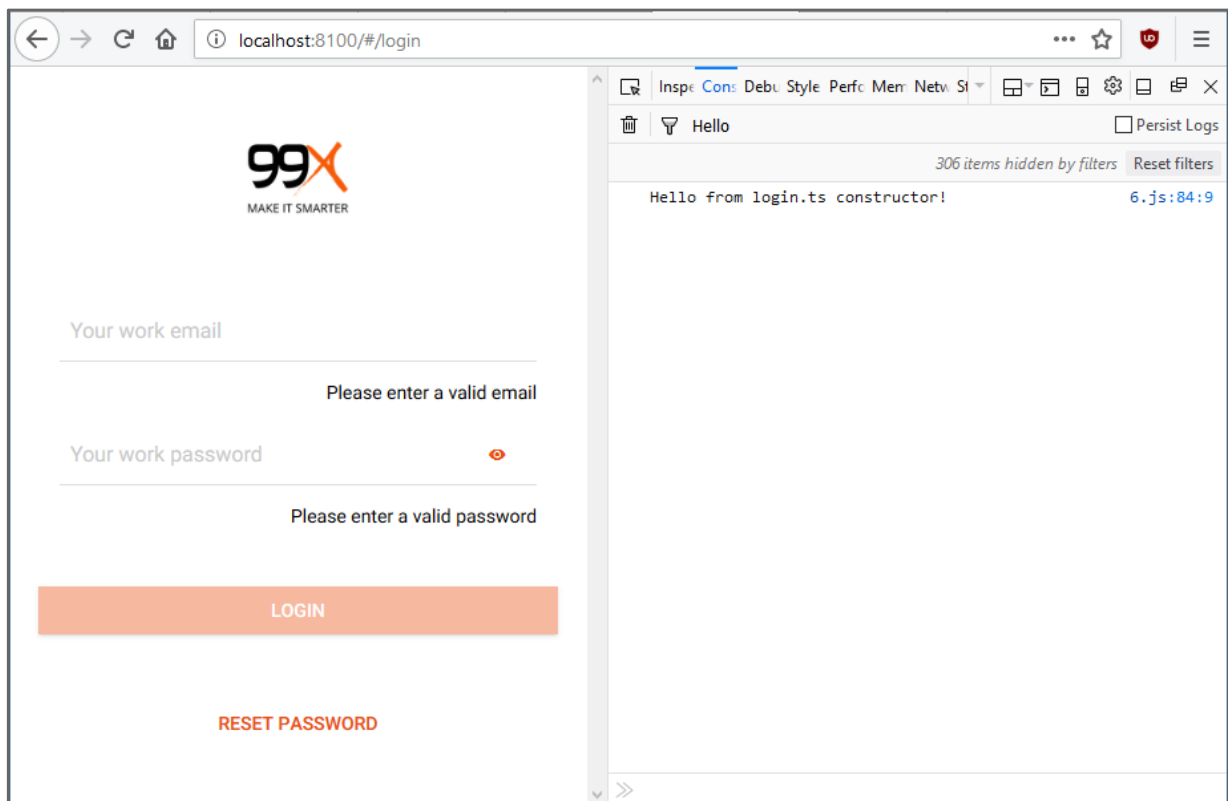 localhost:8100/#/login
Inspe Cons Debu Style Perfo Mem Netw St
Hello
Persist Logs
306 items hidden by filters Reset filters
Hello from login.ts constructor! 6.js:84:9
99X
MAKE IT SMARTER
Your work email
Please enter a valid email
Your work password
Please enter a valid password
LOGIN
RESET PASSWORD